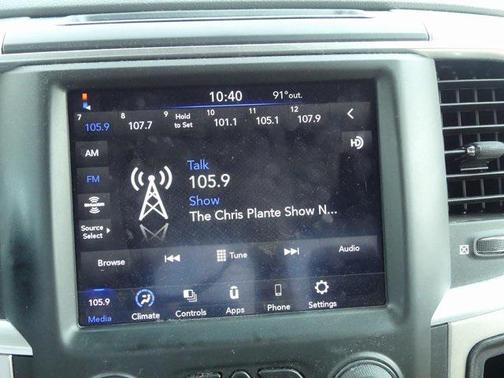 10:40 91° out.
7 8 9 10 11 12
105.9 107.7 Hold to Set 101.1 105.1 107.9
AM
HD
FM
Talk
105.9
Show
The Chris Plante Show N...
SiriusXM
Source Select
Browse Tune Audio
105.9
Media Climate Controls Apps Phone Settings